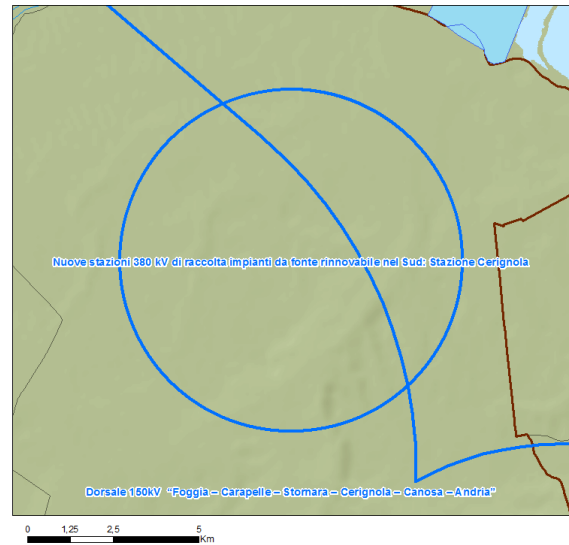 Nuove stazioni 380 kV di raccolta impianti da fonte rinnovabile nel Sud: Stazione Cerignola
Dorsale 150kV "Foggia – Carapelle – Stornara – Cerignola – Canosa – Andria"
0 1,25 2,5 5
Km